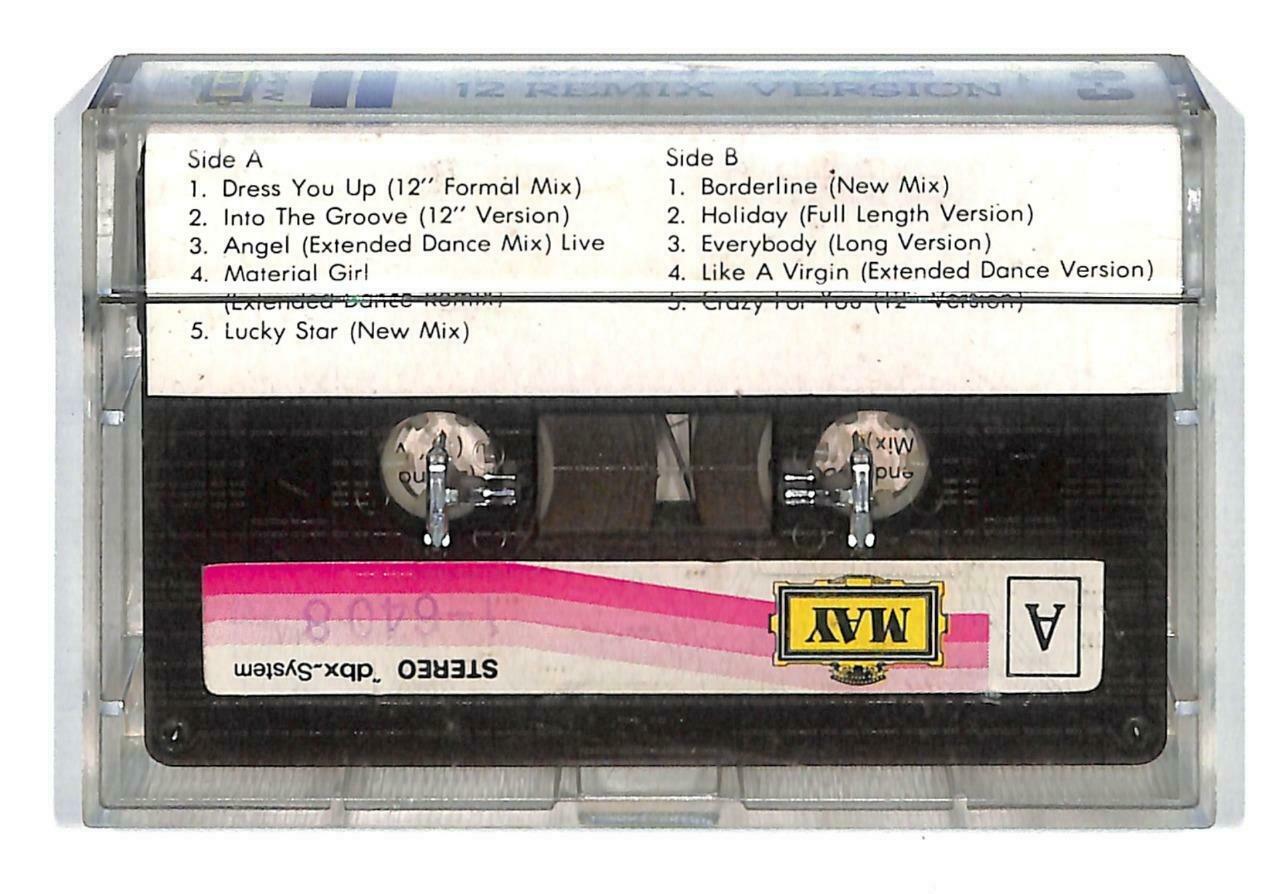 12 REMIX VERSION
Side A
1. Dress You Up (12” Formal Mix)
2. Into The Groove (12” Version)
3. Angel (Extended Dance Mix) Live
4. Material Girl
(Extended Dance Remix)
5. Lucky Star (New Mix)
Side B
1. Borderline (New Mix)
2. Holiday (Full Length Version)
3. Everybody (Long Version)
4. Like A Virgin (Extended Dance Version)
5. Crazy For You (12” Version)
Mix)
A
MAY
STEREO dbx-System